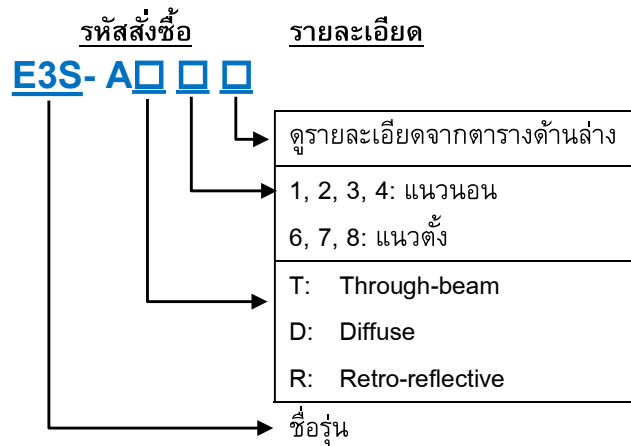 รหัสสั่งซื้อ รายละเอียด
E3S- A□ □ □
ดูรายละเอียดจากตารางด้านล่าง
1, 2, 3, 4: แนวนอน
6, 7, 8: แนวตั้ง
T: Through-beam
D: Diffuse
R: Retro-reflective
ชื่อรุ่น